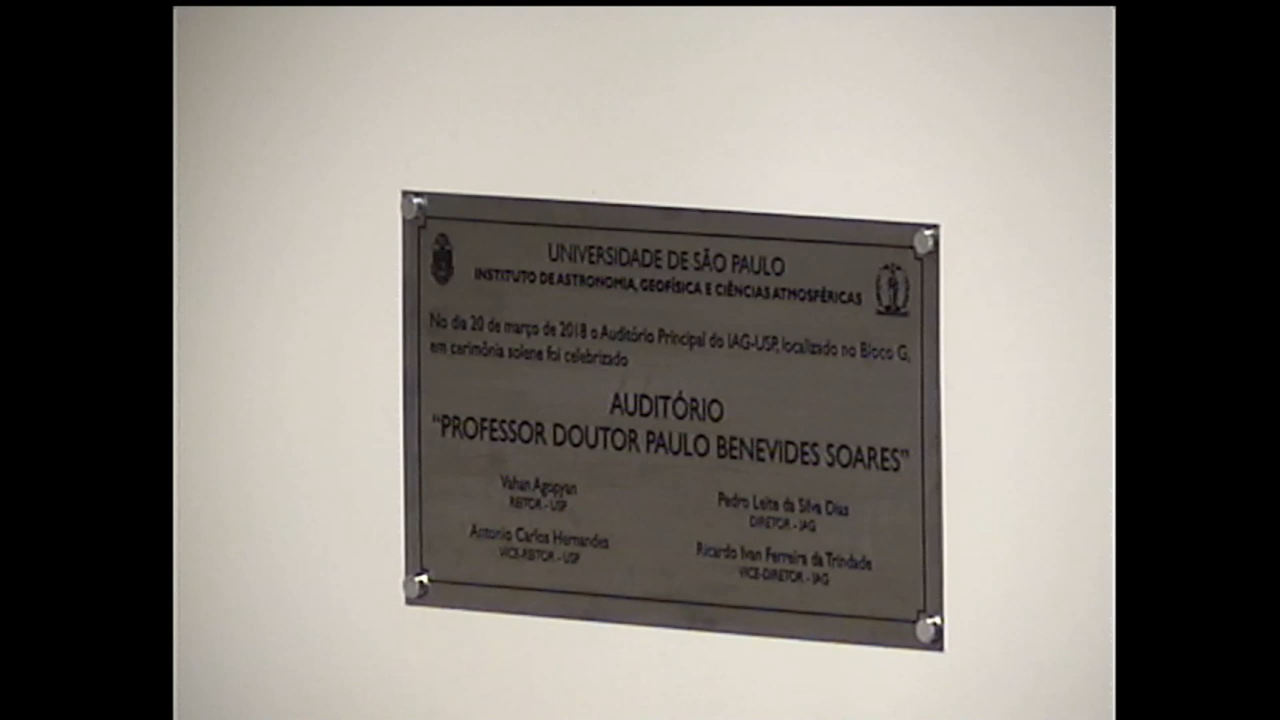 UNIVERSIDADE DE SÃO PAULO
INSTITUTO DE ASTRONOMIA, GEOFÍSICA E CIÊNCIAS ATMOSFÉRICAS
No dia 20 de março de 2018 o Auditório Principal do IAG-USP, localizado no Bloco G,
em cerimônia solene foi celebrizado
AUDITÓRIO
"PROFESSOR DOUTOR PAULO BENEVIDES SOARES"
Vahan Agopyan
REITOR - USP
Pedro Leite da Silva Dias
DIRETOR - IAG
Antonio Carlos Hernandes
VICE-REITOR - USP
Ricardo Ivan Ferreira da Trindade
VICE-DIRETOR - IAG